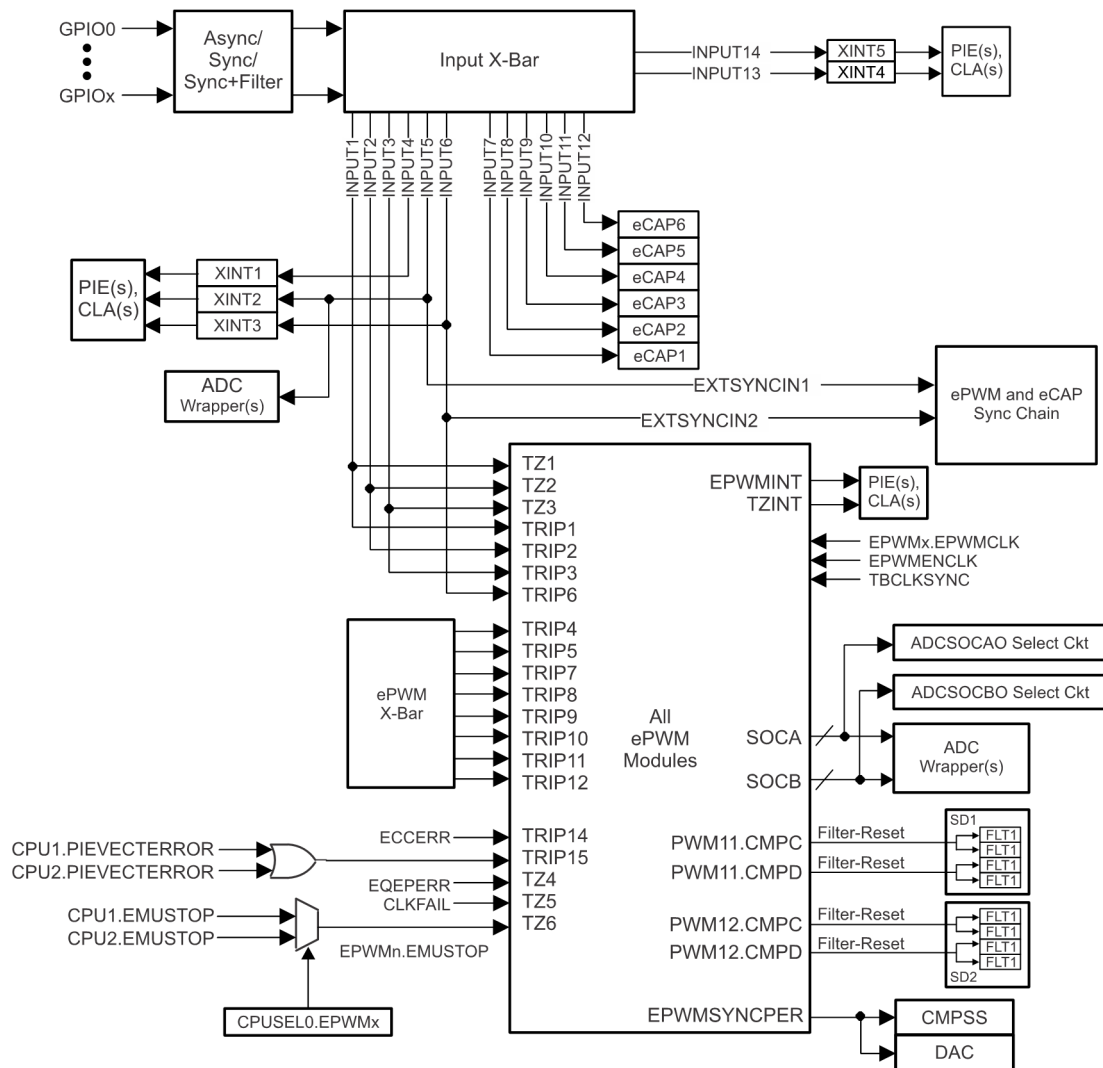 GPIO0
GPIOx
Async/
Sync/
Sync+Filter
Input X-Bar
INPUT14
INPUT13
XINT5
XINT4
PIE(s),
CLA(s)
INPUT1
INPUT2
INPUT3
INPUT4
INPUT5
INPUT6
INPUT7
INPUT8
INPUT9
INPUT10
INPUT11
INPUT12
eCAP6
eCAP5
eCAP4
eCAP3
eCAP2
eCAP1
PIE(s),
CLA(s)
XINT1
XINT2
XINT3
ADC
Wrapper(s)
EXTSYNCIN1
EXTSYNCIN2
ePWM and eCAP
Sync Chain
TZ1
TZ2
TZ3
TRIP1
TRIP2
TRIP3
TRIP6
EPWMINT
TZINT
PIE(s),
CLA(s)
EPWMx.EPWMCLK
EPWMENCLK
TBCLKSYNC
ePWM
X-Bar
TRIP4
TRIP5
TRIP7
TRIP8
TRIP9
TRIP10
TRIP11
TRIP12
All
ePWM
Modules
ADCSOCAO Select Ckt
ADCSOCBO Select Ckt
SOCA
SOCB
ADC
Wrapper(s)
CPU1.PIEVECTERROR
CPU2.PIEVECTERROR
ECCERR
TRIP14
TRIP15
EQEPERR
TZ4
CLKFAIL
TZ5
TZ6
CPU1.EMUSTOP
CPU2.EMUSTOP
EPWMn.EMUSTOP
CPUSEL0.EPWMx
PWM11.CMPC
Filter-Reset
PWM11.CMPD
Filter-Reset
SD1
FLT1
FLT1
FLT1
FLT1
PWM12.CMPC
Filter-Reset
PWM12.CMPD
Filter-Reset
FLT1
FLT1
FLT1
FLT1
SD2
EPWMSYNCPER
CMPSS
DAC